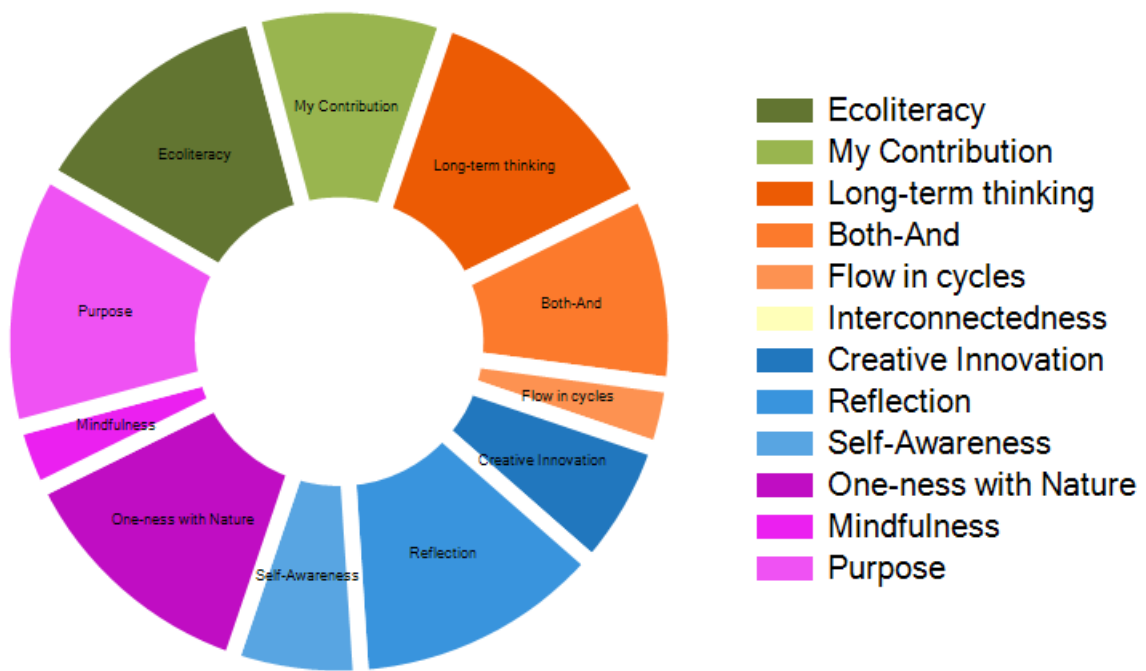 My Contribution
Ecoliteracy
Long-term thinking
Both-And
Purpose
Flow in cycles
Mindfulness
Creative Innovation
One-ness with Nature
Reflection
Self-Awareness
Ecoliteracy
My Contribution
Long-term thinking
Both-And
Flow in cycles
Interconnectedness
Creative Innovation
Reflection
Self-Awareness
One-ness with Nature
Mindfulness
Purpose